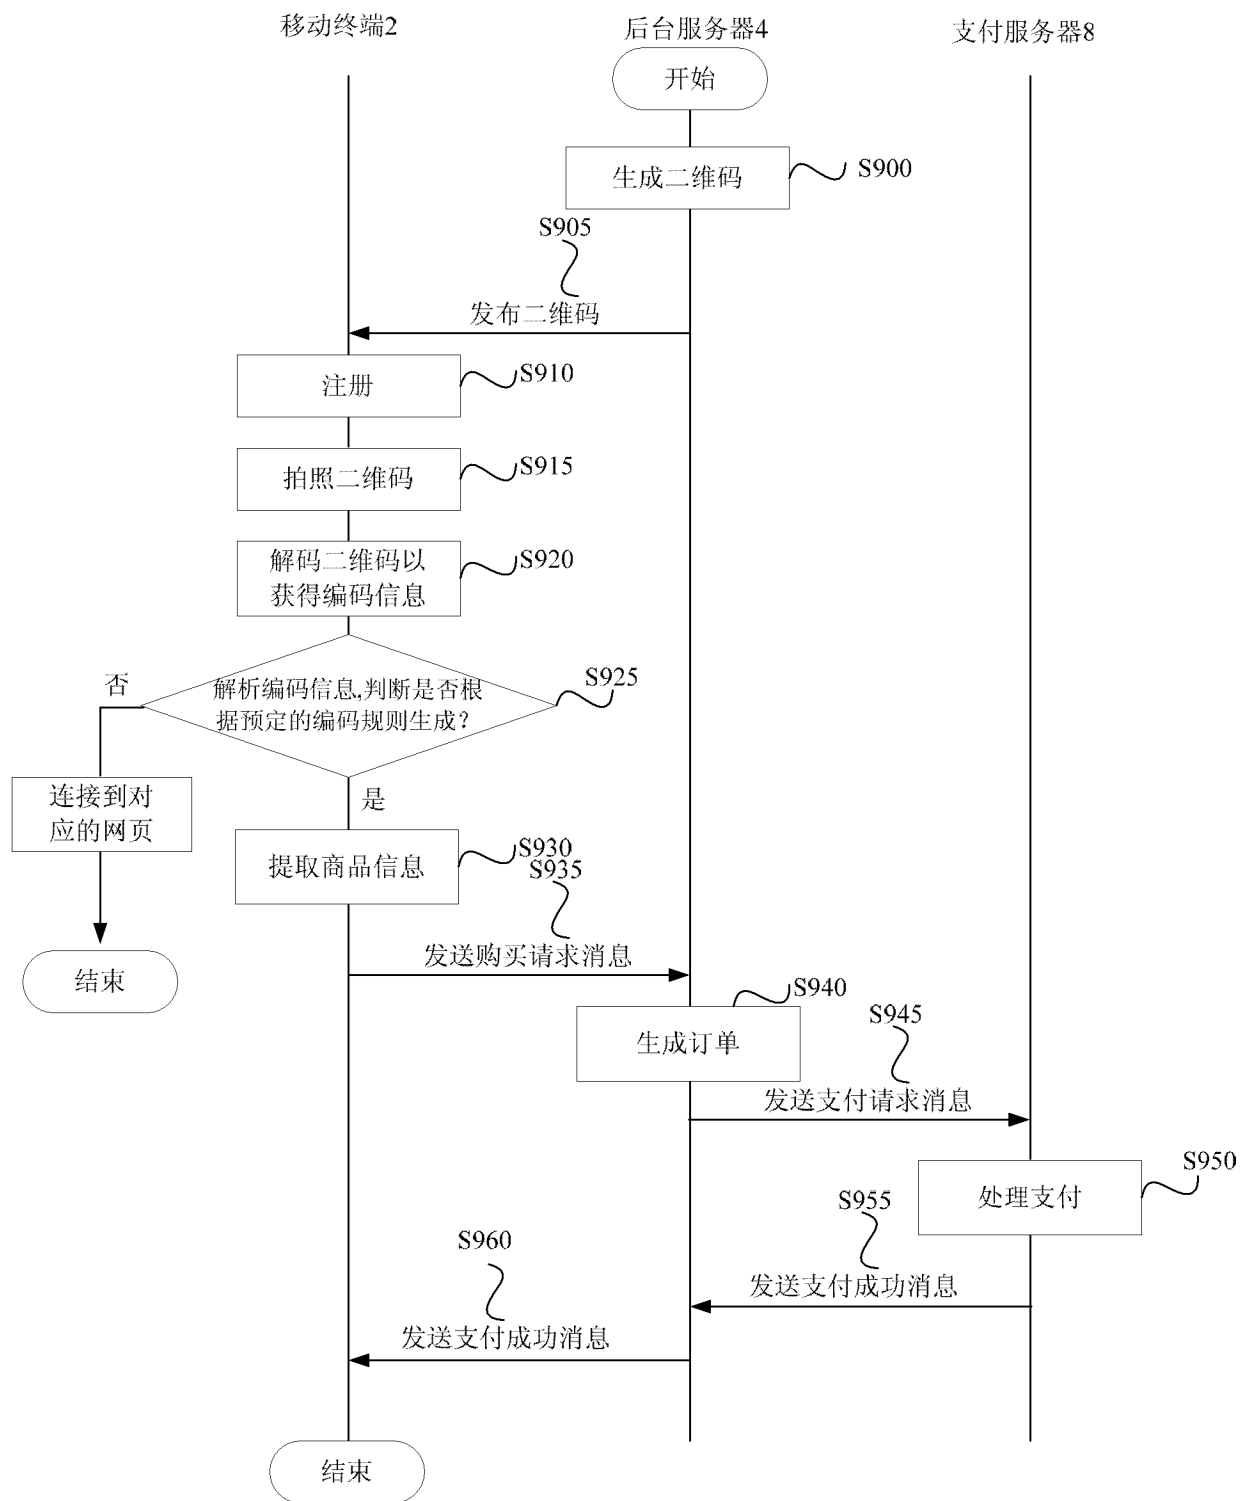 移动终端2
后台服务器4
支付服务器8
开始
生成二维码
S900
S905
发布二维码
注册
S910
拍照二维码
S915
解码二维码以
获得编码信息
S920
否
解析编码信息,判断是否根
据预定的编码规则生成？
S925
连接到对
应的网页
是
提取商品信息
S930
S935
发送购买请求消息
结束
S940
生成订单
S945
发送支付请求消息
处理支付
S950
S955
发送支付成功消息
S960
发送支付成功消息
结束